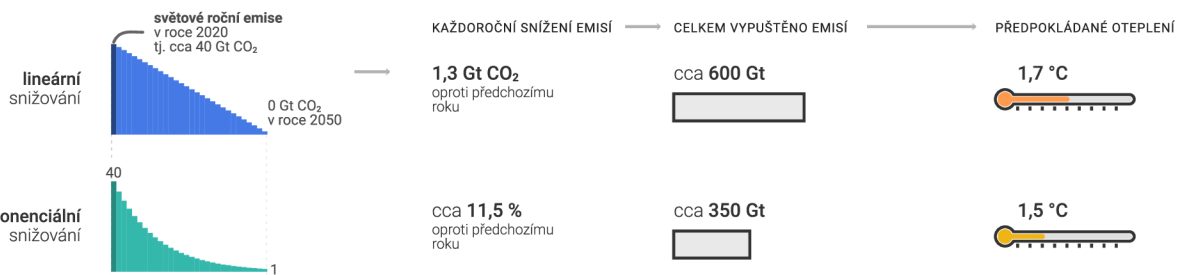 světové roční emise
v roce 2020
tj. cca 40 Gt CO₂
lineární
snižování
0 Gt CO₂
v roce 2050
KAŽDOROČNÍ SNÍŽENÍ EMISÍ
CELKEM VYPUŠTĚNO EMISÍ
PŘEDPOKLÁDANÉ OTEPLENÍ
1,3 Gt CO₂
oproti předchozímu
roku
cca 600 Gt
1,7 °C
40
onenciální
snižování
1
cca 11,5 %
oproti předchozímu
roku
cca 350 Gt
1,5 °C